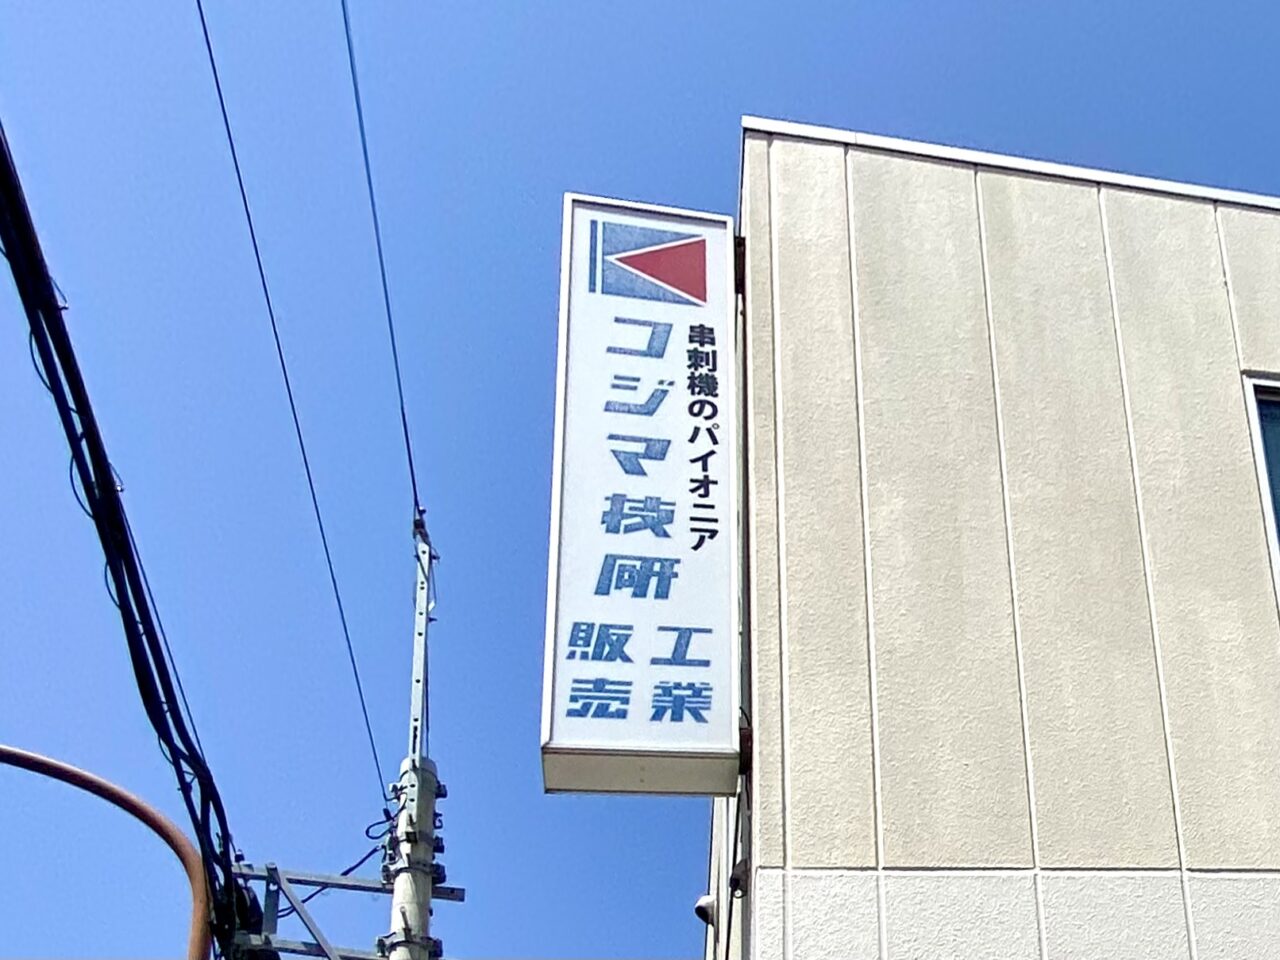 串刺機のパイオニア
コジマ技研
工業
販売